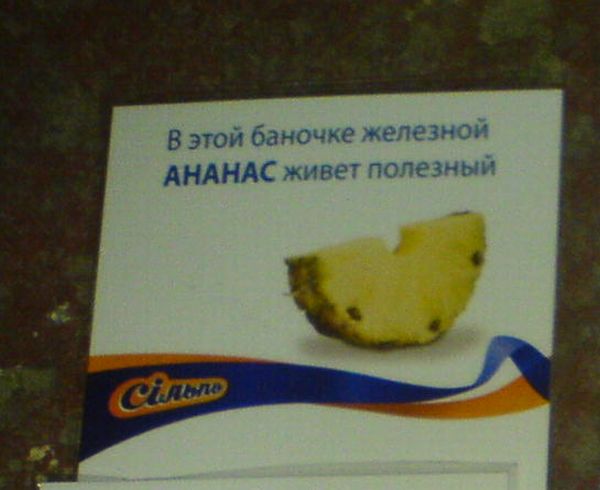 В этой баночке железной
АНАНАС живет полезный
Сільпо